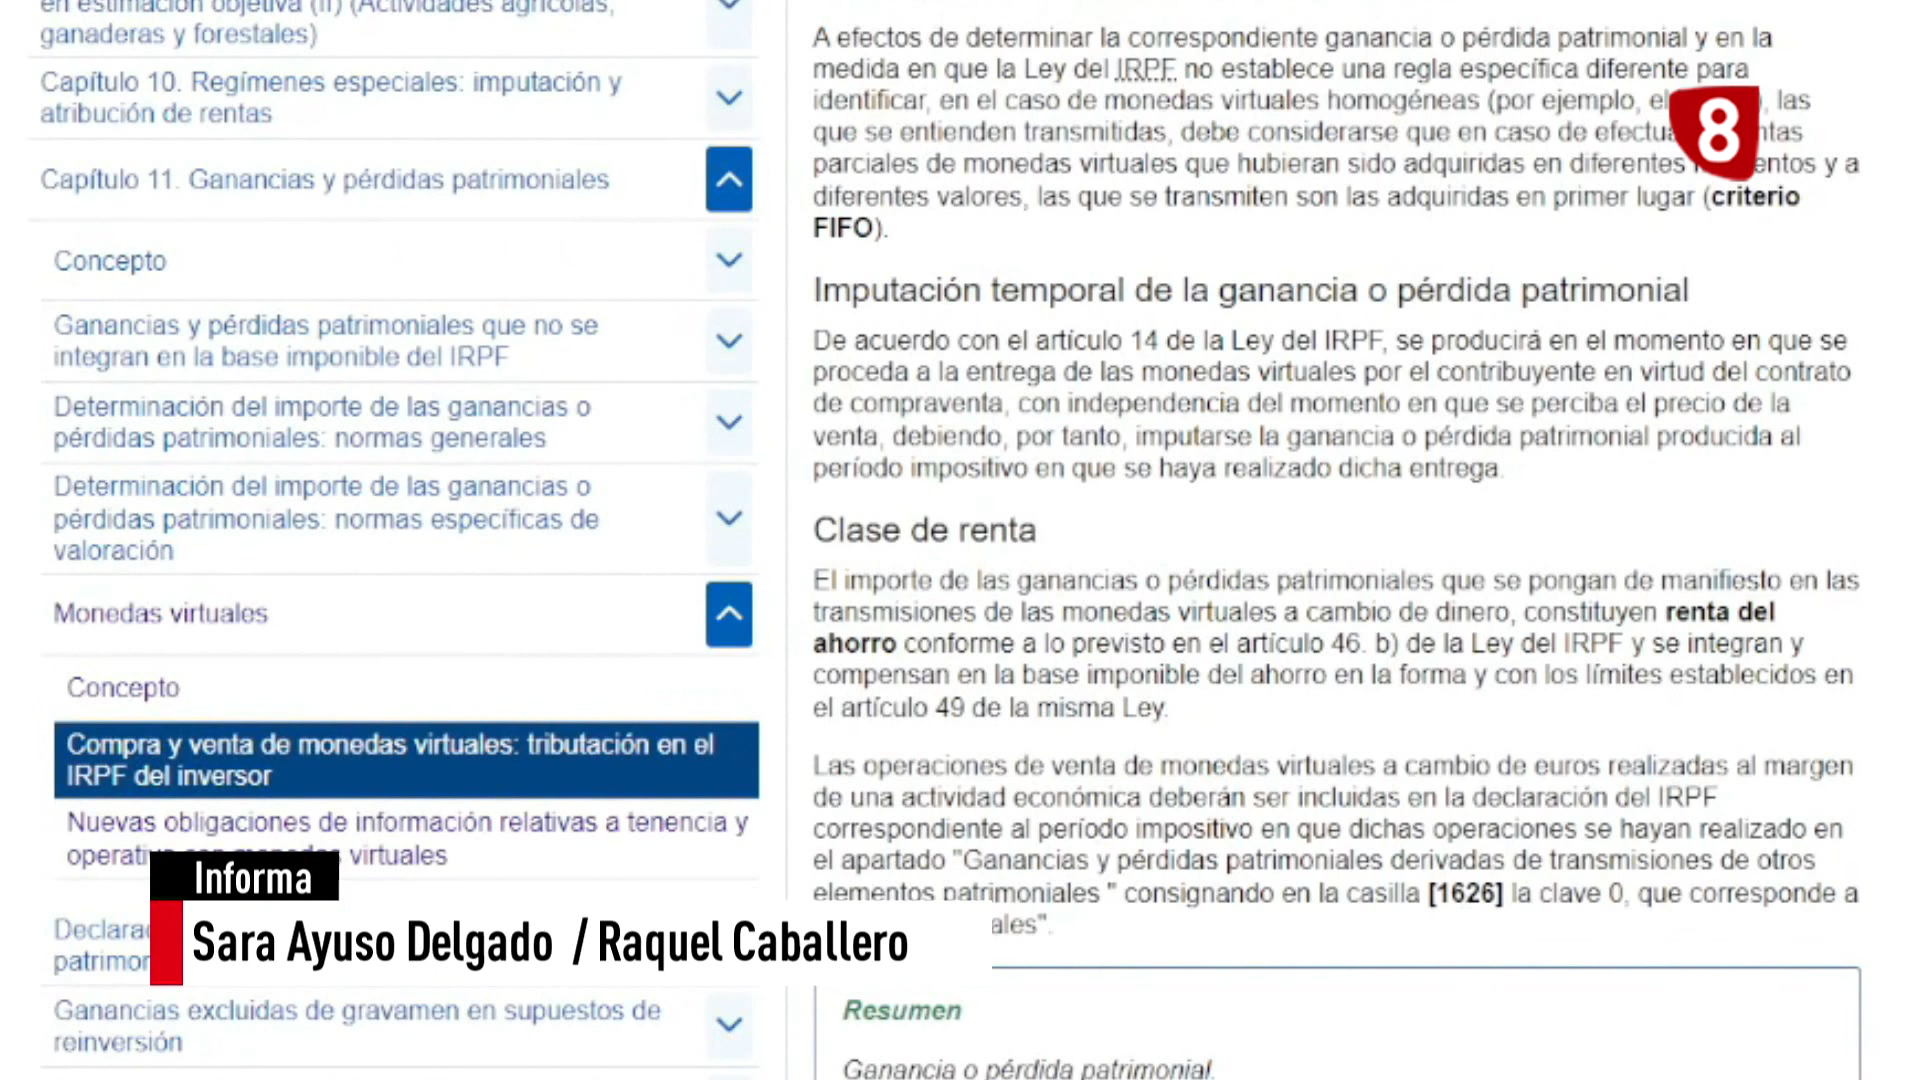 en estimación objetiva (II) (Actividades agrícolas,
ganaderas y forestales)
Capítulo 10. Regímenes especiales: imputación y
atribución de rentas
Capítulo 11. Ganancias y pérdidas patrimoniales
Concepto
Ganancias y pérdidas patrimoniales que no se
integran en la base imponible del IRPF
Determinación del importe de las ganancias o
pérdidas patrimoniales: normas generales
Determinación del importe de las ganancias o
pérdidas patrimoniales: normas específicas de
valoración
Monedas virtuales
Concepto
Compra y venta de monedas virtuales: tributación en el
IRPF del inversor
Nuevas obligaciones de información relativas a tenencia y
virtuales
Ganancias excluidas de gravamen en supuestos de
reinversión
A efectos de determinar la correspondiente ganancia o pérdida patrimonial y en la
medida en que la Ley del IRPF no establece una regla específica diferente para
identificar, en el caso de monedas virtuales homogéneas (por ejemplo, el , las
que se entienden transmitidas, debe considerarse que en caso de
parciales de monedas virtuales que hubieran sido adquiridas en diferentes y a
diferentes valores, las que se transmiten son las adquiridas en primer lugar (criterio
FIFO).
Imputación temporal de la ganancia o pérdida patrimonial
De acuerdo con el artículo 14 de la Ley del IRPF, se producirá en el momento en que se
proceda a la entrega de las monedas virtuales por el contribuyente en virtud del contrato
de compraventa, con independencia del momento en que se perciba el precio de la
venta, debiendo, por tanto, imputarse la ganancia o pérdida patrimonial producida al
período impositivo en que se haya realizado dicha entrega.
Clase de renta
El importe de las ganancias o pérdidas patrimoniales que se pongan de manifiesto en las
transmisiones de las monedas virtuales a cambio de dinero, constituyen renta del
ahorro conforme a lo previsto en el artículo 46. b) de la Ley del IRPF y se integran y
compensan en la base imponible del ahorro en la forma y con los límites establecidos en
el artículo 49 de la misma Ley.
Las operaciones de venta de monedas virtuales a cambio de euros realizadas al margen
de una actividad económica deberán ser incluidas en la declaración del IRPF
correspondiente al período impositivo en que dichas operaciones se hayan realizado en
el apartado "Ganancias y pérdidas patrimoniales derivadas de transmisiones de otros
elementos patrimoniales " consignando en la casilla [1626] la clave 0, que corresponde a
Resumen
Ganancia o pérdida patrimonial.
8
Informa
Sara Ayuso Delgado / Raquel Caballero